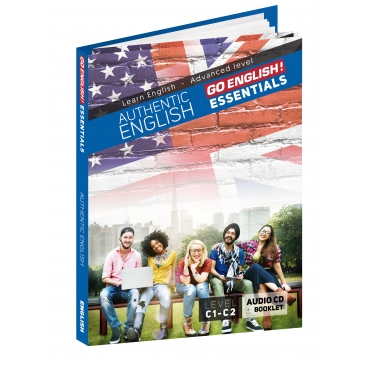 Learn English - Advanced level
AUTHENTIC
ENGLISH
GO ENGLISH!
ESSENTIALS
LEVEL
C1-C2
AUDIO CD
+ BOOKLET
GO ENGLISH! ESSENTIALS
AUTHENTIC ENGLISH
ENGLISH